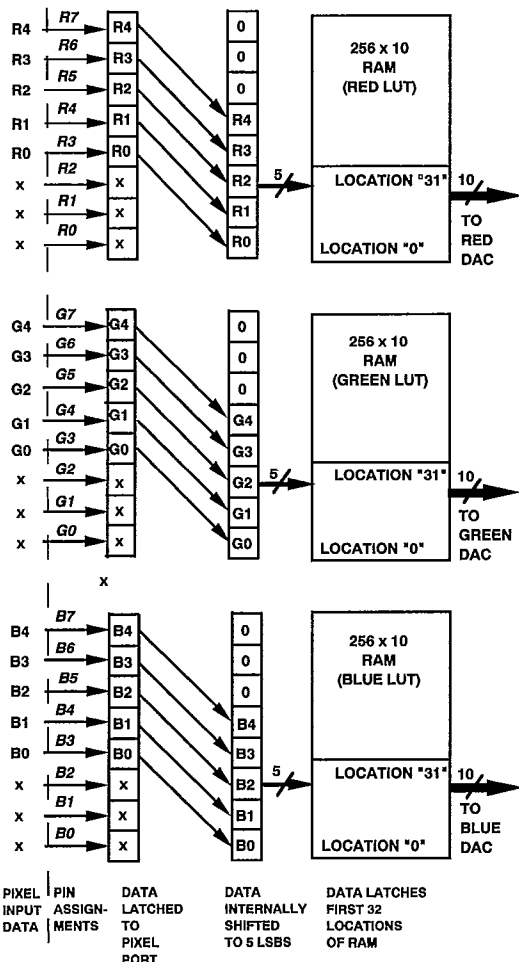 R4 R7 R4 0
R3 R6 R3 0
R2 R5 R2 0
R1 R4 R1 R4
R0 R3 R0 R3
x R2 x R2
x R1 x R1
x R0 x R0
5
256 x 10
RAM
(RED LUT)
LOCATION "31"
LOCATION "0"
10
TO
RED
DAC
G4 G7 G4 0
G3 G6 G3 0
G2 G5 G2 0
G1 G4 G1 G4
G0 G3 G0 G3
x G2 x G2
x G1 x G1
x G0 x G0
5
256 x 10
RAM
(GREEN LUT)
LOCATION "31"
LOCATION "0"
10
TO
GREEN
DAC
x
B4 B7 B4 0
B3 B6 B3 0
B2 B5 B2 0
B1 B4 B1 B4
B0 B3 B0 B3
x B2 x B2
x B1 x B1
x B0 x B0
5
256 x 10
RAM
(BLUE LUT)
LOCATION "31"
LOCATION "0"
10
TO
BLUE
DAC
PIXEL
INPUT
DATA
PIN
ASSIGN-
MENTS
DATA
LATCHED
TO
PIXEL
PORT
DATA
INTERNALLY
SHIFTED
TO 5 LSBS
DATA LATCHES
FIRST 32
LOCATIONS
OF RAM